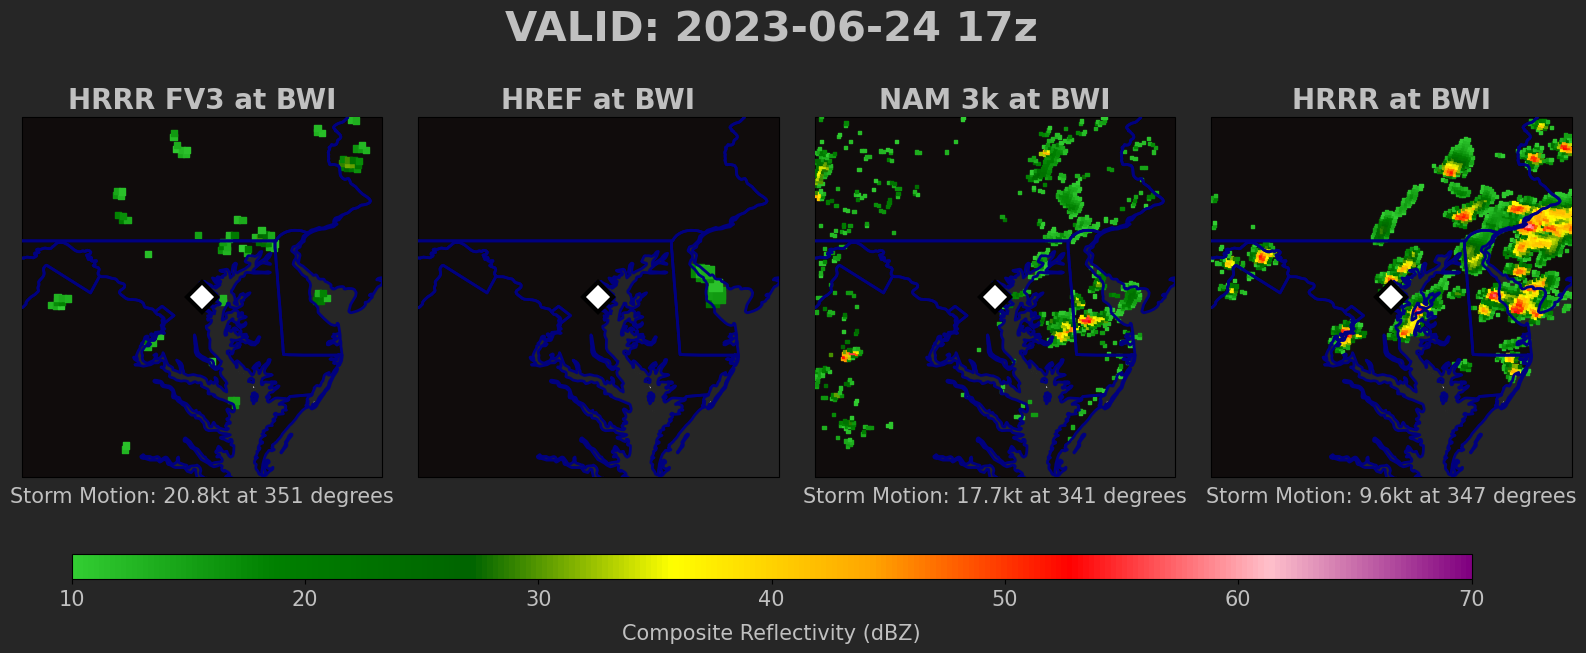 VALID: 2023-06-24 17z
HRRR FV3 at BWI
HREF at BWI
NAM 3k at BWI
HRRR at BWI
Storm Motion: 20.8kt at 351 degrees
Storm Motion: 17.7kt at 341 degrees
Storm Motion: 9.6kt at 347 degrees
10 20 30 40 50 60 70
Composite Reflectivity (dBZ)